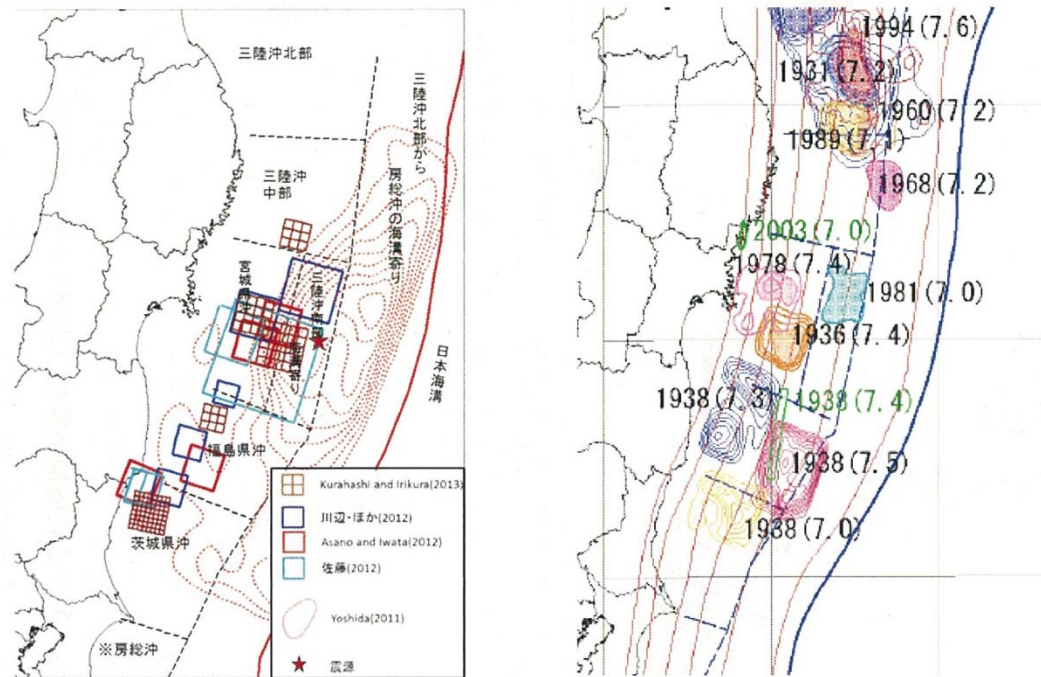 三陸沖北部
三陸沖北部から
房総沖の海溝寄り
三陸沖
中部
宮城県沖
三陸沖南部
海溝寄り
日本海溝
福島県沖
茨城県沖
※房総沖
Kurahashi and Irikura(2013)
川辺・ほか(2012)
Asano and Iwata(2012)
佐藤(2012)
Yoshida(2011)
震源
1994(7.6)
1931(7.2)
1960(7.2)
1989(7.1)
1968(7.2)
2003(7.0)
1978(7.4)
1981(7.0)
1936(7.4)
1938(7.3)
1938(7.4)
1938(7.5)
1938(7.0)